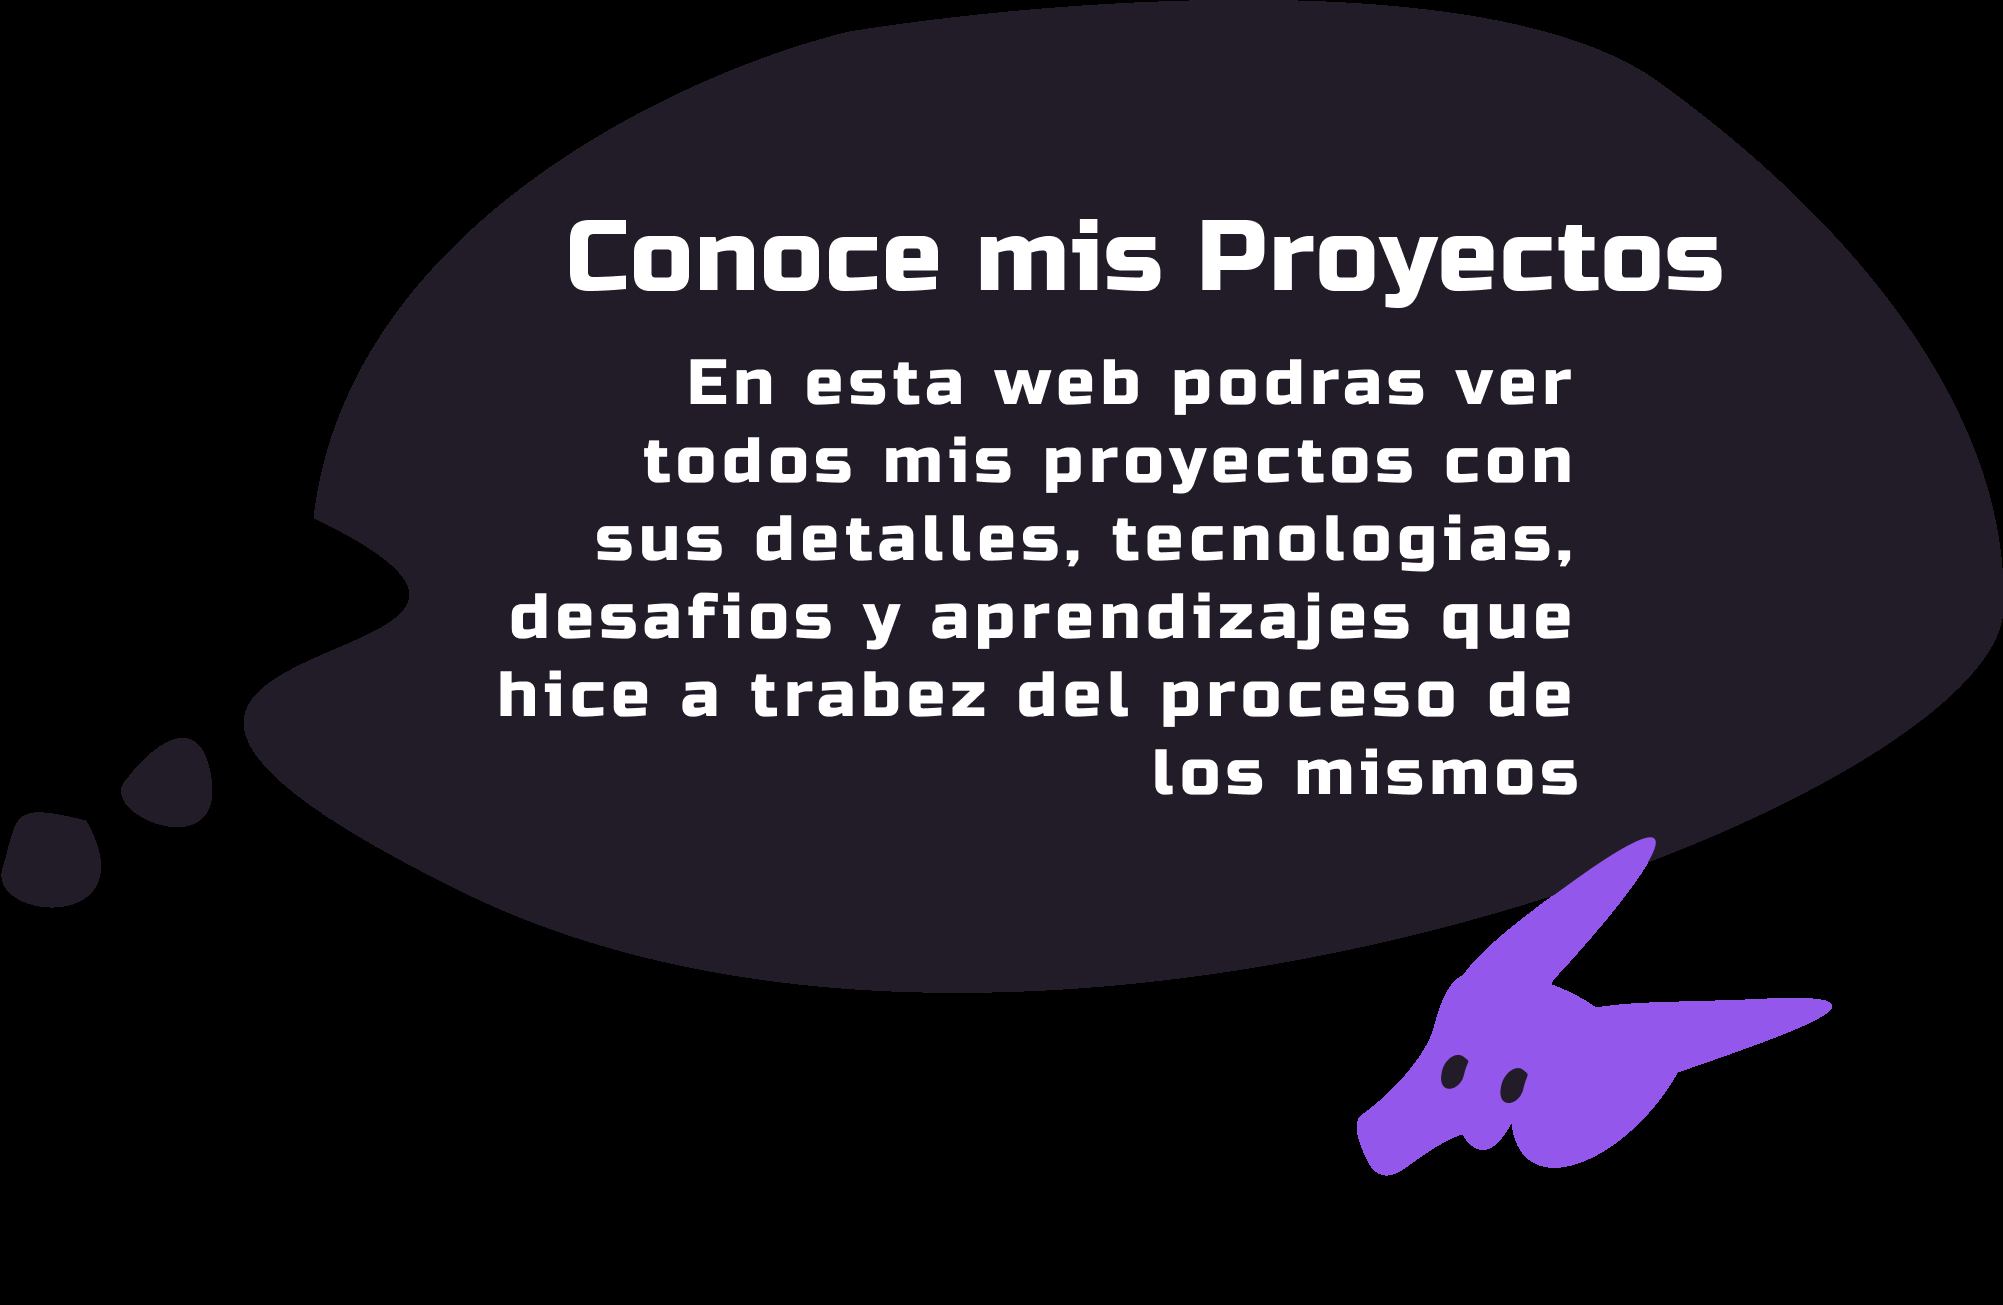 Conoce mis Proyectos
En esta web podras ver
todos mis proyectos con
sus detalles, tecnologias,
desafios y aprendizajes que
hice a trabez del proceso de
los mismos